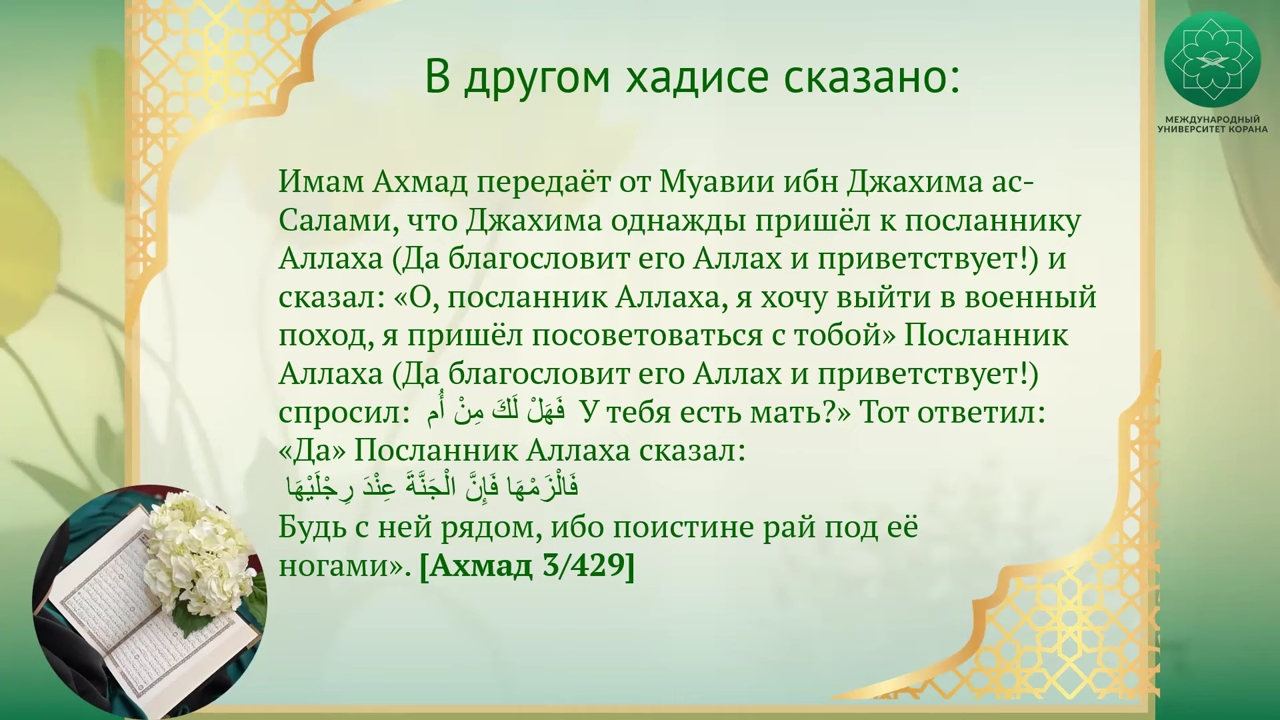 В другом хадисе сказано:
МЕЖДУНАРОДНЫЙ
УНИВЕРСИТЕТ КОРАНА
Имам Ахмад передаёт от Муавии ибн Джахима ас-
Салами, что Джахима однажды пришёл к посланнику
Аллаха (Да благословит его Аллах и приветствует!) и
сказал: «О, посланник Аллаха, я хочу выйти в военный
поход, я пришёл посоветоваться с тобой» Посланник
Аллаха (Да благословит его Аллах и приветствует!)
спросил: فَهَلْ لَكَ مِنْ أُم У тебя есть мать?» Тот ответил:
«Да» Посланник Аллаха сказал:
فَالْزَمْهَا فَإِنَّ الْجَنَّةَ عِنْدَ رِجْلَيْهَا
Будь с ней рядом, ибо поистине рай под её
ногами». [Ахмад 3/429]